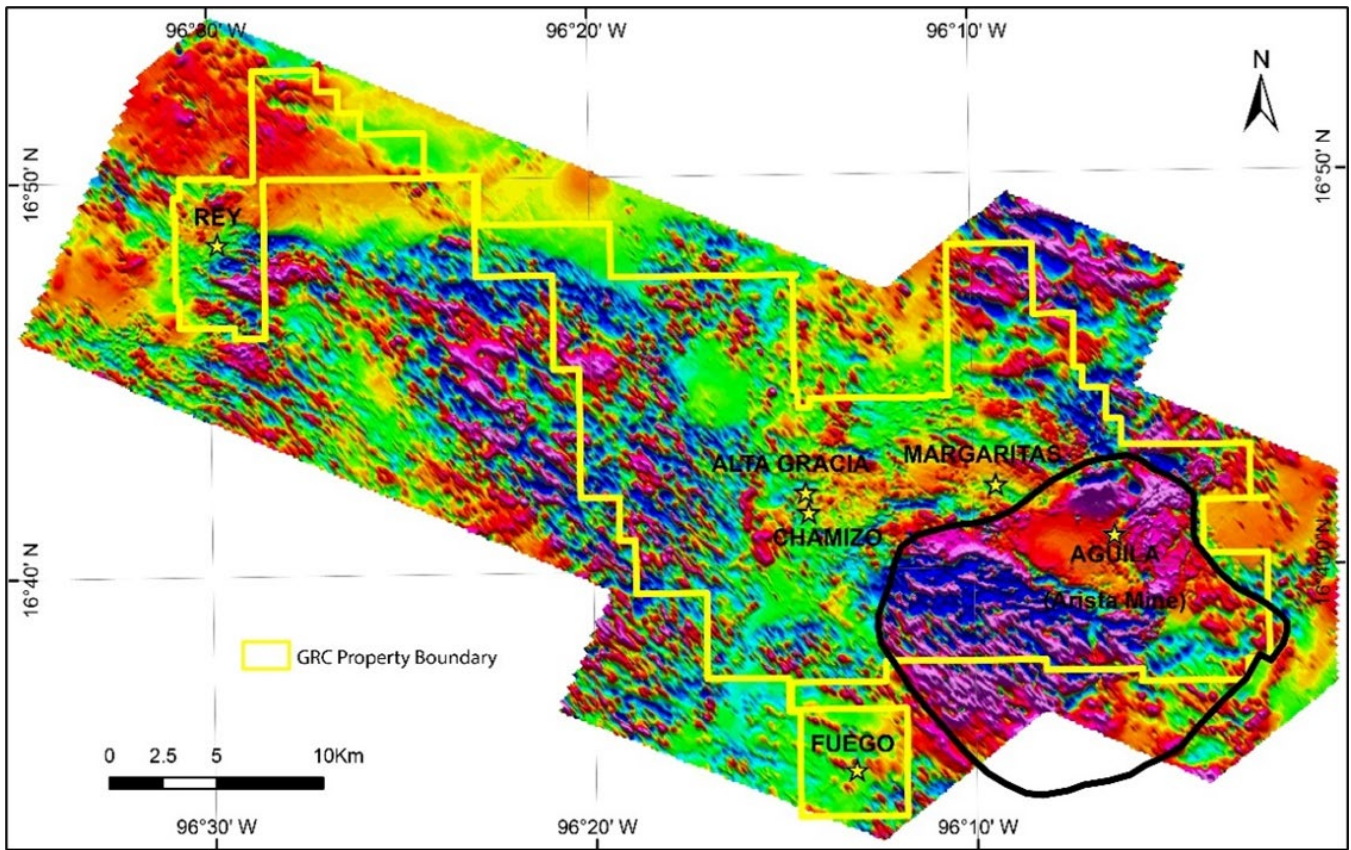 96°30' W
96°20' W
96°10' W
N
16°50' N
16°50' N
REY
ALTA GRACIA
MARGARITAS
CHAMIZO
AGUILA
(Arista Mine)
16°40' N
16°40' N
GRC Property Boundary
FUEGO
0 2.5 5 10Km
96°30' W
96°20' W
96°10' W